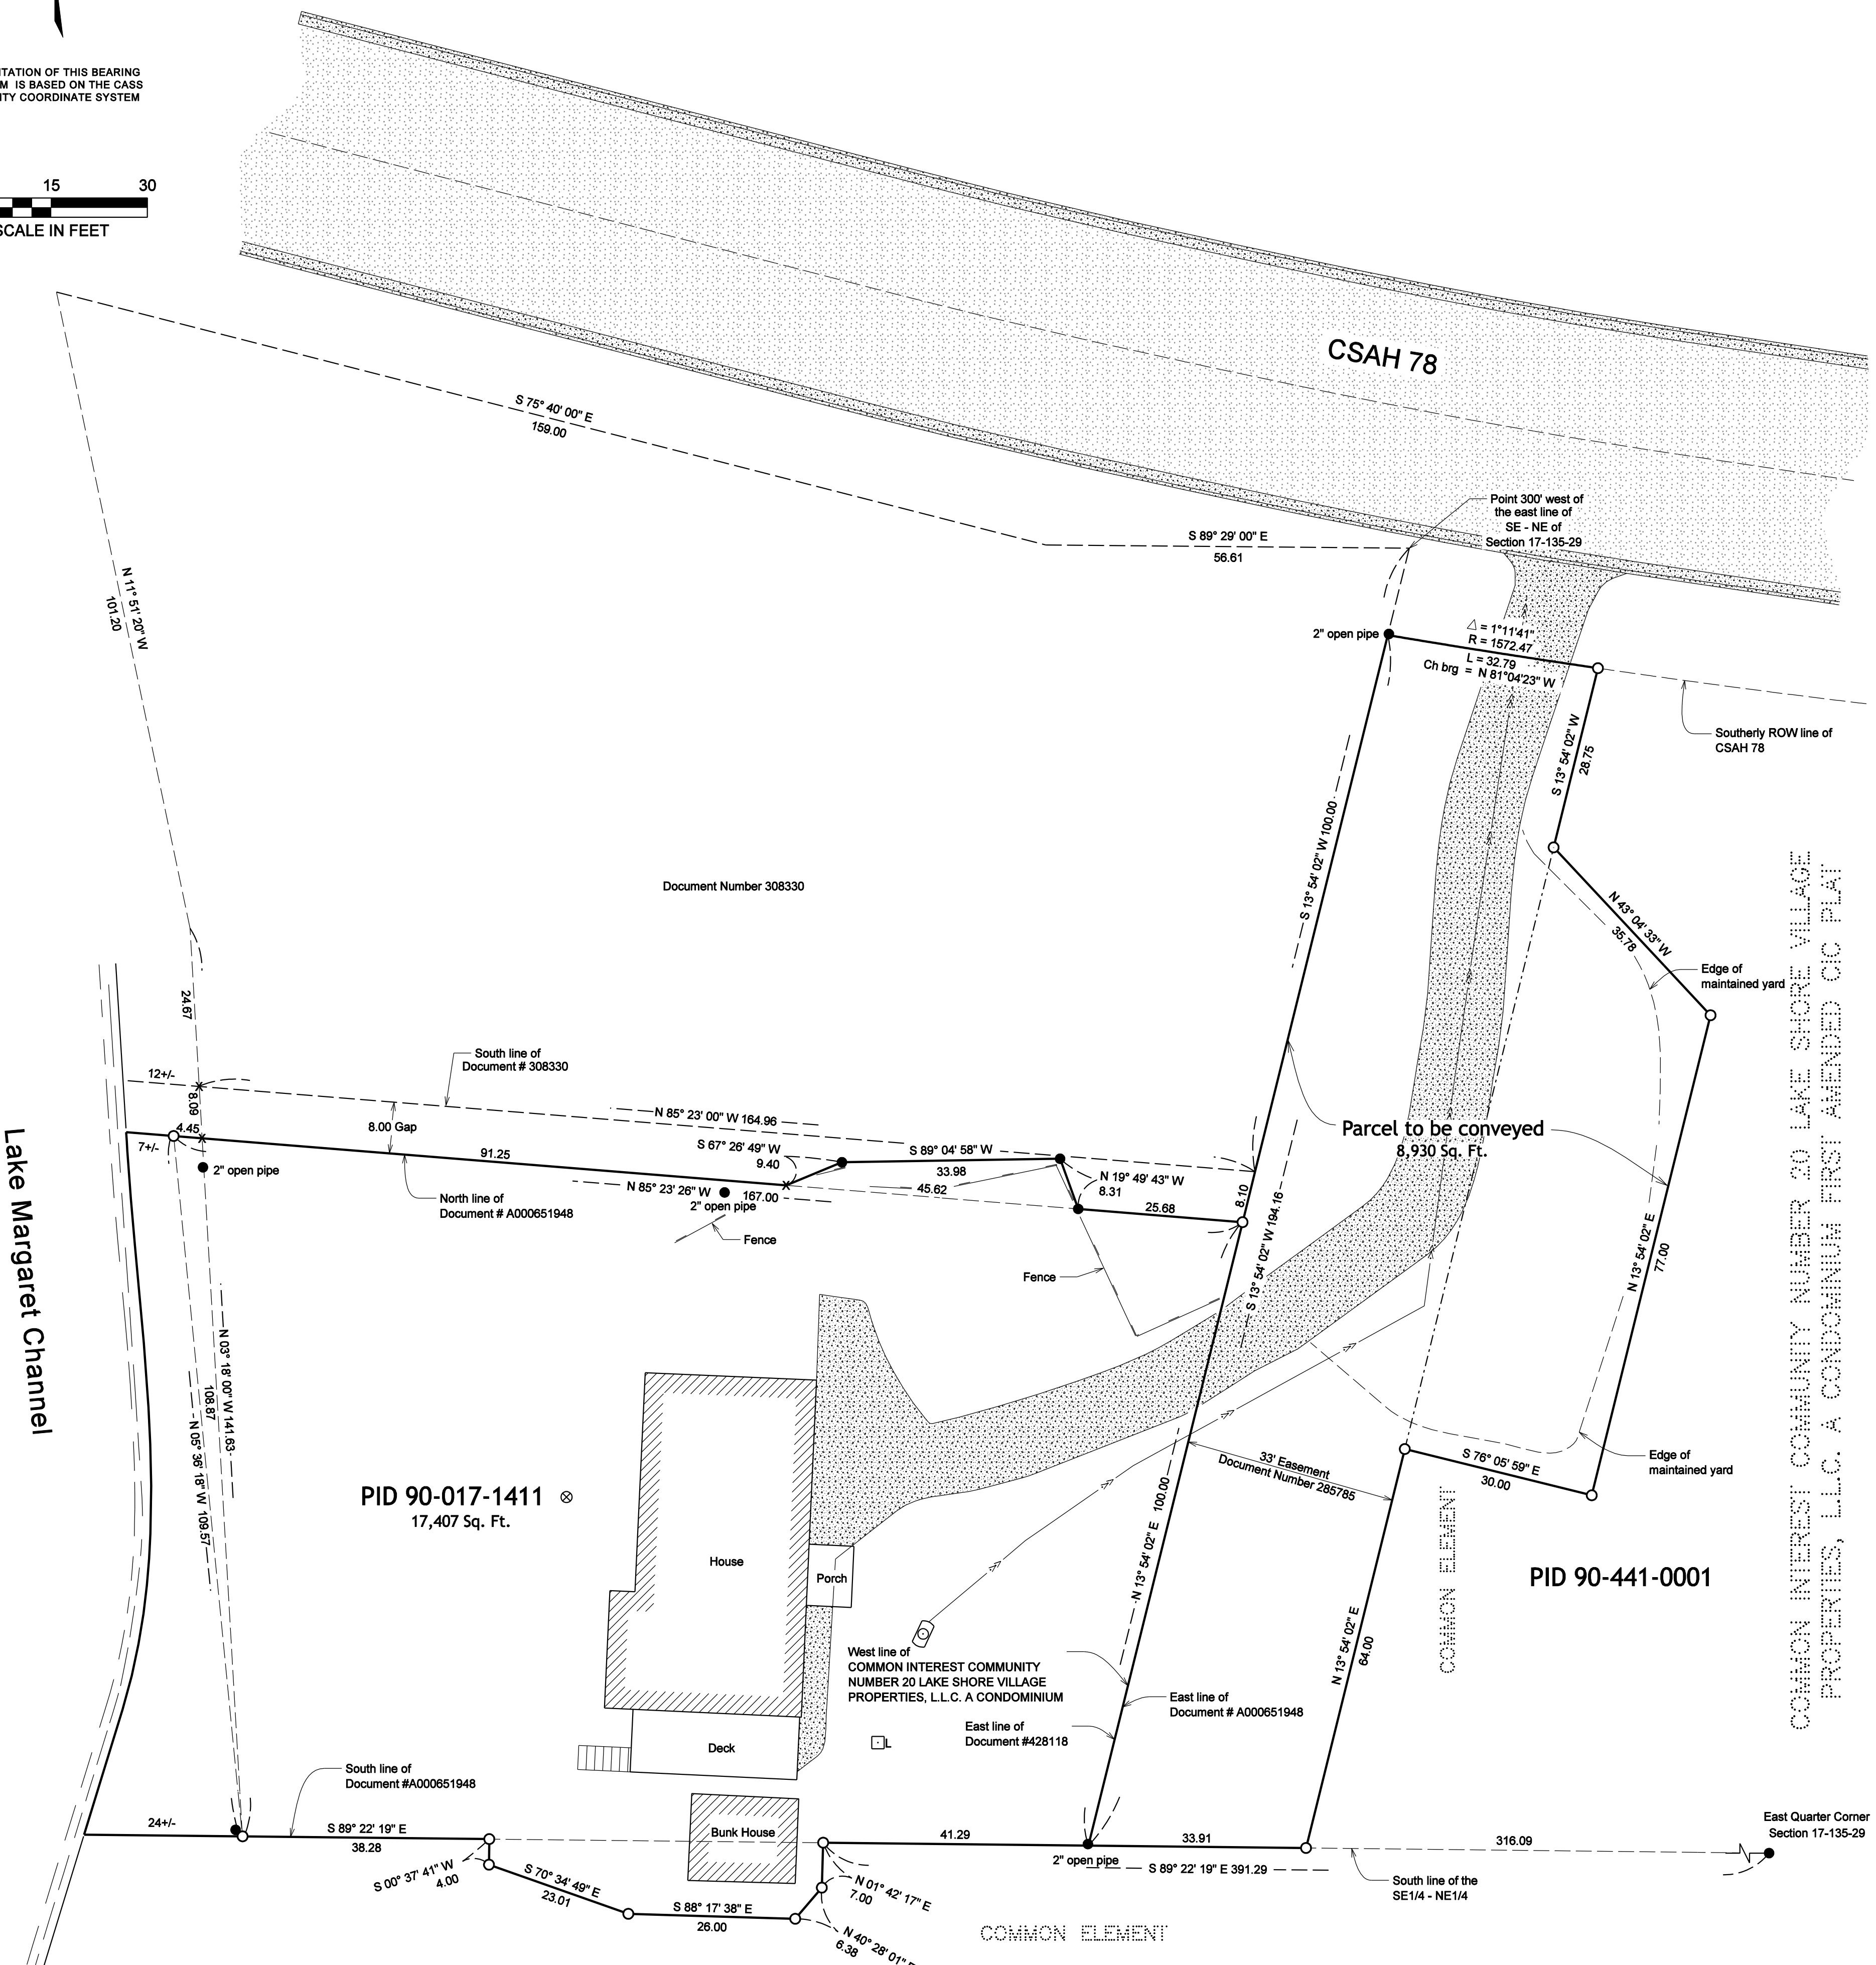 TATION OF THIS BEARING
M IS BASED ON THE CASS
TY COORDINATE SYSTEM
15 30
SCALE IN FEET
CSAH 78
S 75° 40' 00" E
159.00
S 89° 29' 00" E
56.61
Point 300' west of
the east line of
SE - NE of
Section 17-135-29
N 11° 51' 20" W
101.20
2" open pipe
△ = 1°11'41"
R = 1572.47
L = 32.79
Ch brg = N 81°04'23" W
Southerly ROW line of
CSAH 78
S 13° 54' 02" W
28.75
S 13° 54' 02" W 100.00
Document Number 308330
N 43° 04' 33" W
35.78
Edge of
maintained yard
24.67
South line of
Document # 308330
12+/-
8.09
4.45
7+/-
8.00 Gap
N 85° 23' 00" W 164.96
S 67° 26' 49" W
9.40
S 89° 04' 58" W
33.98
91.25
2" open pipe
N 19° 49' 43" W
8.31
45.62
25.68
8.10
N 85° 23' 26" W 167.00
2" open pipe
North line of
Document # A000651948
Fence
Fence
Parcel to be conveyed
8,930 Sq. Ft.
S 13° 54' 02" W 194.16
N 13° 54' 02" E
77.00
Lake Margaret Channel
N 03° 18' 00" W 141.63
108.87
N 05° 36' 18" W 109.57
PID 90-017-1411
17,407 Sq. Ft.
House
Porch
Deck
Bunk House
L
33' Easement
Document Number 285785
N 13° 54' 02" E 100.00
S 76° 05' 59" E
30.00
Edge of
maintained yard
COMMON ELEMENT
PID 90-441-0001
COMMON INTEREST COMMUNITY NUMBER 20 LAKE SHORE VILLAGE
PROPERTIES, L.L.C. A CONDOMINIUM FIRST AMENDED CIC PLAT
West line of
COMMON INTEREST COMMUNITY
NUMBER 20 LAKE SHORE VILLAGE
PROPERTIES, L.L.C. A CONDOMINIUM
East line of
Document # A000651948
East line of
Document #428118
N 13° 54' 02" E
64.00
South line of
Document #A000651948
24+/-
S 89° 22' 19" E
38.28
41.29
33.91
316.09
East Quarter Corner
Section 17-135-29
2" open pipe
S 89° 22' 19" E 391.29
South line of the
SE1/4 - NE1/4
S 00° 37' 41" W
4.00
S 70° 34' 49" E
23.01
S 88° 17' 38" E
26.00
N 01° 42' 17" E
7.00
N 40° 28' 01"
6.38
COMMON ELEMENT